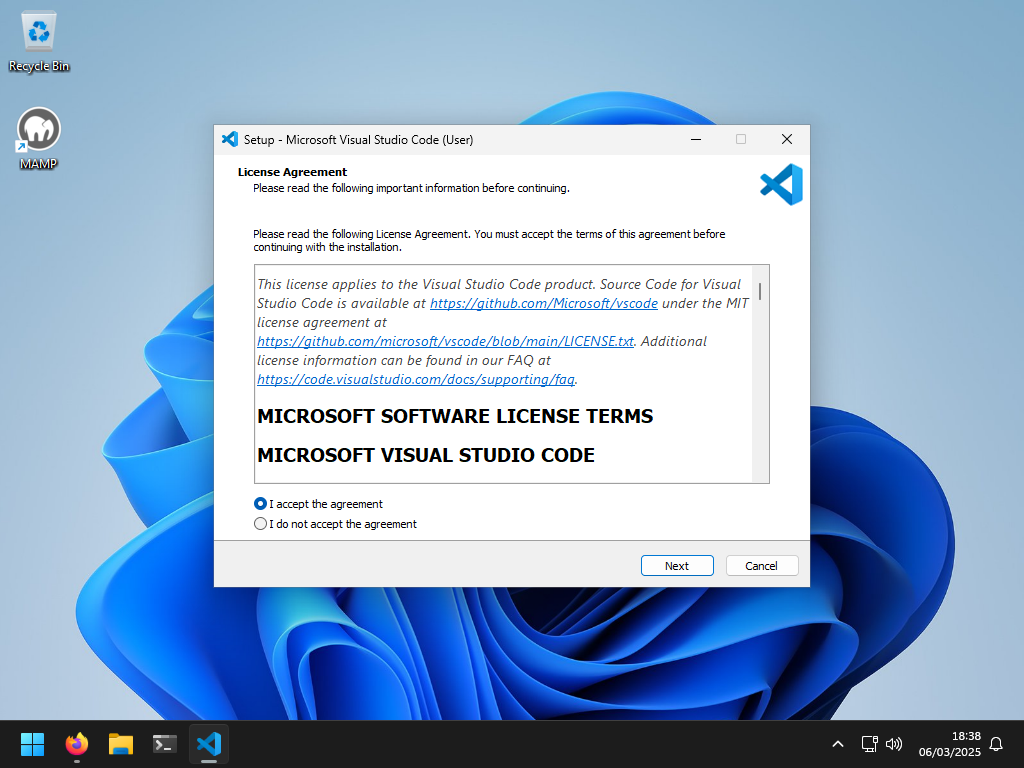 Recycle Bin
MAMP
Setup - Microsoft Visual Studio Code (User)
License Agreement
Please read the following important information before continuing.
Please read the following License Agreement. You must accept the terms of this agreement before
continuing with the installation.
This license applies to the Visual Studio Code product. Source Code for Visual
Studio Code is available at https://github.com/Microsoft/vscode under the MIT
license agreement at
https://github.com/microsoft/vscode/blob/main/LICENSE.txt. Additional
license information can be found in our FAQ at
https://code.visualstudio.com/docs/supporting/faq.
MICROSOFT SOFTWARE LICENSE TERMS
MICROSOFT VISUAL STUDIO CODE
I accept the agreement
I do not accept the agreement
Next
Cancel
18:38
06/03/2025